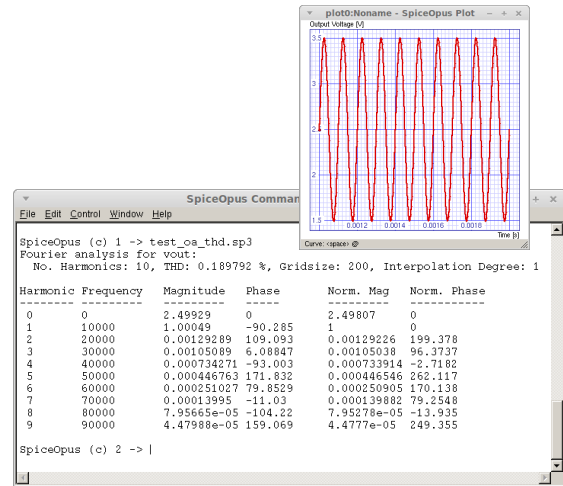 plot0:Noname - SpiceOpus Plot
Output Voltage [V]
3.5
3
2.5
2
1.5
0.0012 0.0014 0.0016 0.0018
Time [s]
Curve: <space> @
SpiceOpus Comman
File Edit Control Window Help
SpiceOpus (c) 1 -> test_oa_thd.sp3
Fourier analysis for vout:
No. Harmonics: 10, THD: 0.189792 %, Gridsize: 200, Interpolation Degree: 1
Harmonic Frequency Magnitude Phase Norm. Mag Norm. Phase
-------- --------- --------- ----- --------- -----------
0 0 2.49929 0 2.49807 0
1 10000 1.00049 -90.285 1 0
2 20000 0.00129289 109.093 0.00129226 199.378
3 30000 0.00105089 6.08847 0.00105038 96.3737
4 40000 0.000734271 -93.003 0.000733914 -2.7182
5 50000 0.000446763 171.832 0.000446546 262.117
6 60000 0.000251027 79.8529 0.000250905 170.138
7 70000 0.00013995 -11.03 0.000139882 79.2548
8 80000 7.95665e-05 -104.22 7.95278e-05 -13.935
9 90000 4.47988e-05 159.069 4.4777e-05 249.355
SpiceOpus (c) 2 -> |